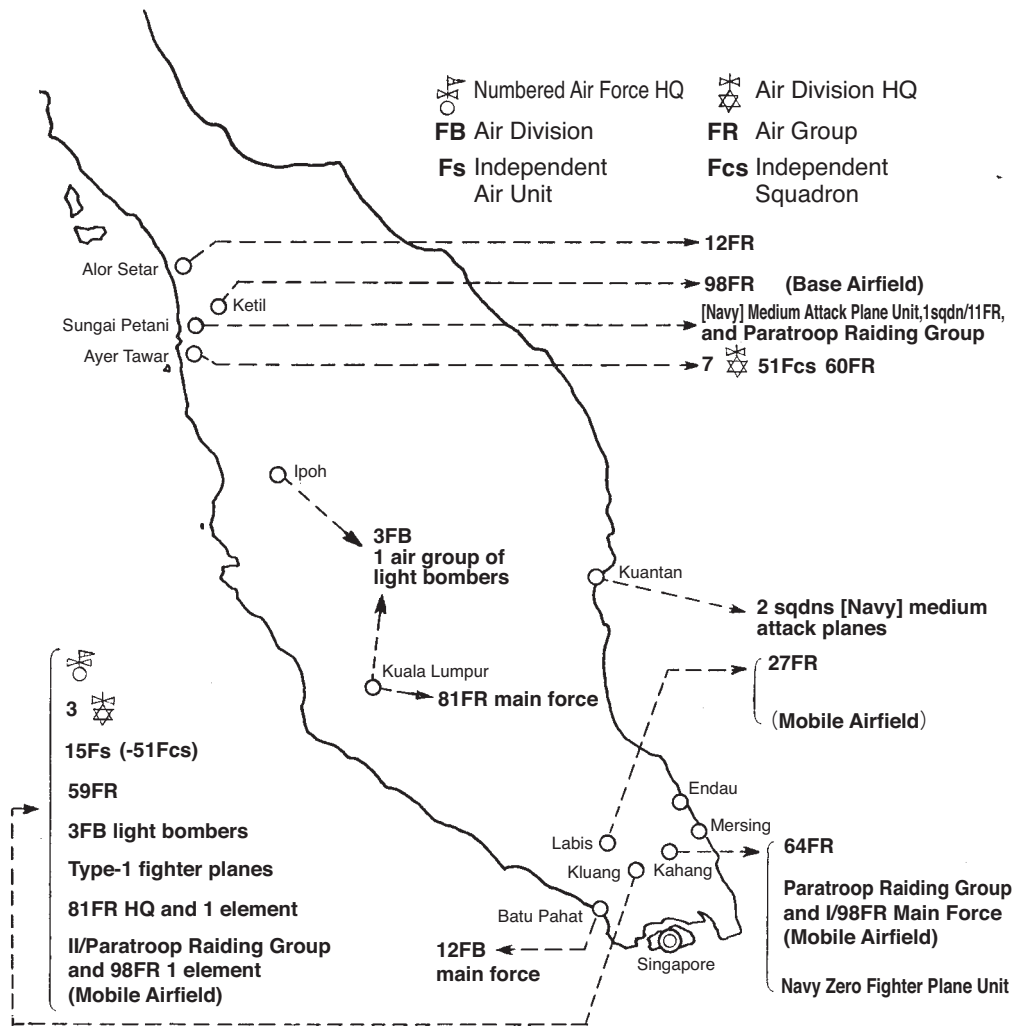 Numbered Air Force HQ
Air Division HQ
FB Air Division
FR Air Group
Fs Independent
Air Unit
Fcs Independent
Squadron
Alor Setar
12FR
Ketil
98FR (Base Airfield)
Sungai Petani
[Navy] Medium Attack Plane Unit,1sqdn/11FR,
and Paratroop Raiding Group
Ayer Tawar
7 51Fcs 60FR
Ipoh
3FB
1 air group of
light bombers
Kuantan
2 sqdns [Navy] medium
attack planes
Kuala Lumpur
81FR main force
27FR
(Mobile Airfield)
3
15Fs (-51Fcs)
59FR
3FB light bombers
Type-1 fighter planes
81FR HQ and 1 element
II/Paratroop Raiding Group
and 98FR 1 element
(Mobile Airfield)
Endau
Mersing
Labis
Kluang
Kahang
64FR
Paratroop Raiding Group
and I/98FR Main Force
(Mobile Airfield)
Navy Zero Fighter Plane Unit
Batu Pahat
12FB
main force
Singapore